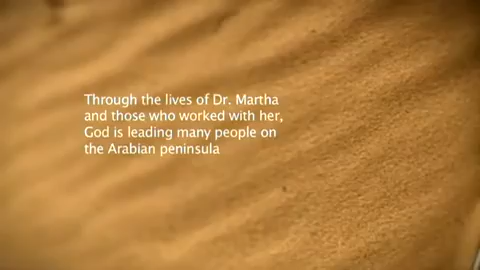 Through the lives of Dr. Martha
and those who worked with her,
God is leading many people on
the Arabian peninsula